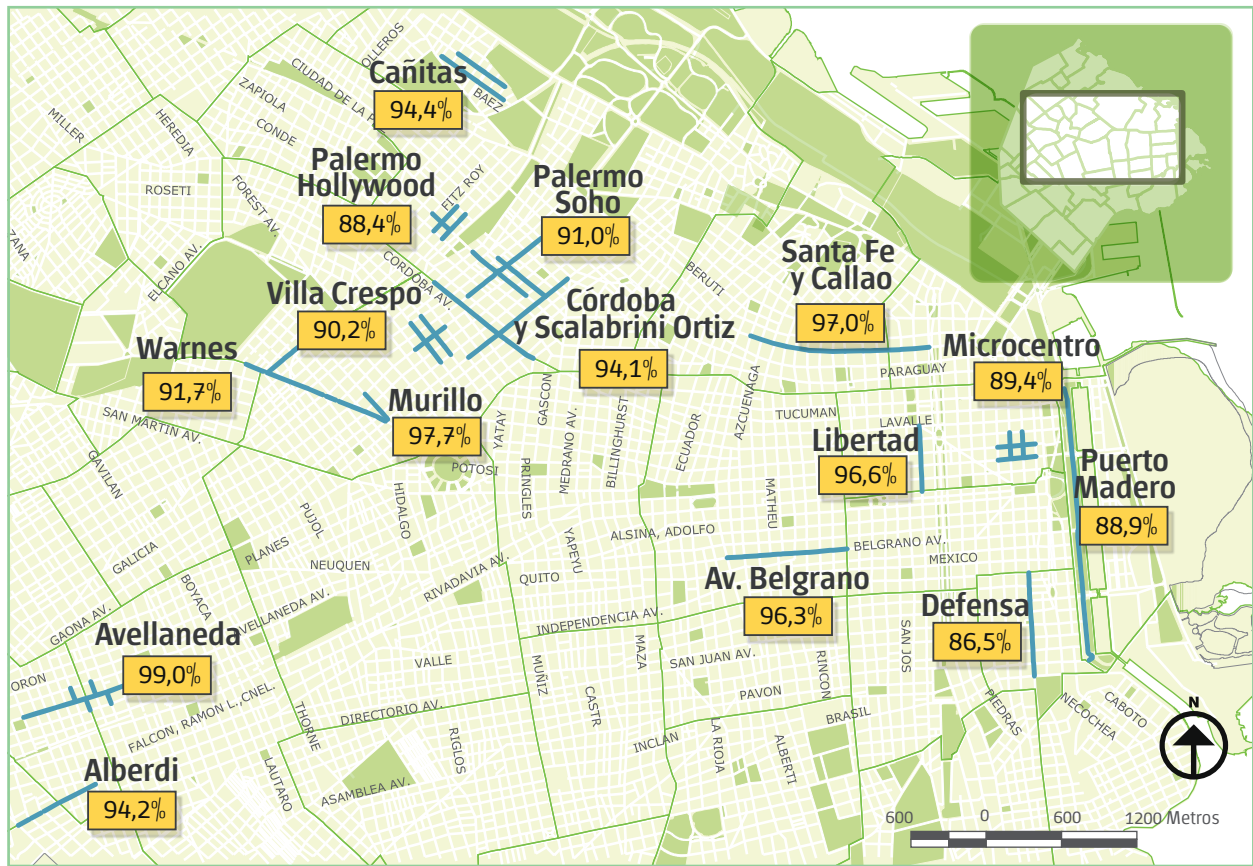 OLLEROS
Cañitas
94,4%
CIUDAD DE LA P
BAEZ
ZAPIOLA
CONDE
MILLER
HEREDIA
ROSETI
FOREST AV.
Palermo
Hollywood
88,4%
FITZ ROY
Palermo
Soho
91,0%
ZANA
ELCANO AV.
CORDOBA AV.
BERUTI
Santa Fe
y Callao
97,0%
Villa Crespo
90,2%
Córdoba
y Scalabrini Ortiz
94,1%
Warnes
91,7%
Microcentro
89,4%
PARAGUAY
SAN MARTIN AV.
Murillo
97,7%
YATAY
GASCON
MEDRANO AV.
BILLINGHURST
ECUADOR
AZCUENAGA
TUCUMAN
LAVALLE
Libertad
96,6%
Puerto
Madero
88,9%
GAVILAN
POTOSI
PRINGLES
HIDALGO
MATHEU
PUJOL
YAPEYU
ALSINA, ADOLFO
BELGRANO AV.
MEXICO
GALICIA
PLANES
NEUQUEN
RIVADAVIA AV.
QUITO
Av. Belgrano
96,3%
BOYACA
AVELLANEDA AV.
GAONA AV.
INDEPENDENCIA AV.
Defensa
86,5%
Avellaneda
99,0%
ORON
VALLE
MUÑIZ
MAZA
SAN JUAN AV.
RINCON
SAN JOS
FALCON, RAMON L.,CNEL.
THORNE
DIRECTORIO AV.
CASTR
PAVON
BRASIL
PIEDRAS
NECOCHEA
CABOTO
N
INCLAN
LA RIOJA
ALBERTI
RIGLOS
LAUTARO
ASAMBLEA AV.
Alberdi
94,2%
600 0 600 1200 Metros